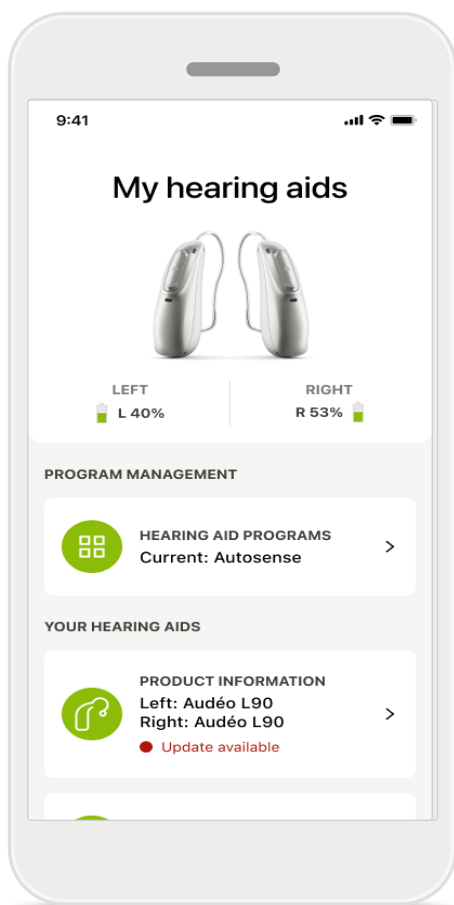 9:41
My hearing aids
LEFT
RIGHT
L 40%
R 53%
PROGRAM MANAGEMENT
HEARING AID PROGRAMS
Current: Autosense
YOUR HEARING AIDS
PRODUCT INFORMATION
Left: Audéo L90
Right: Audéo L90
Update available